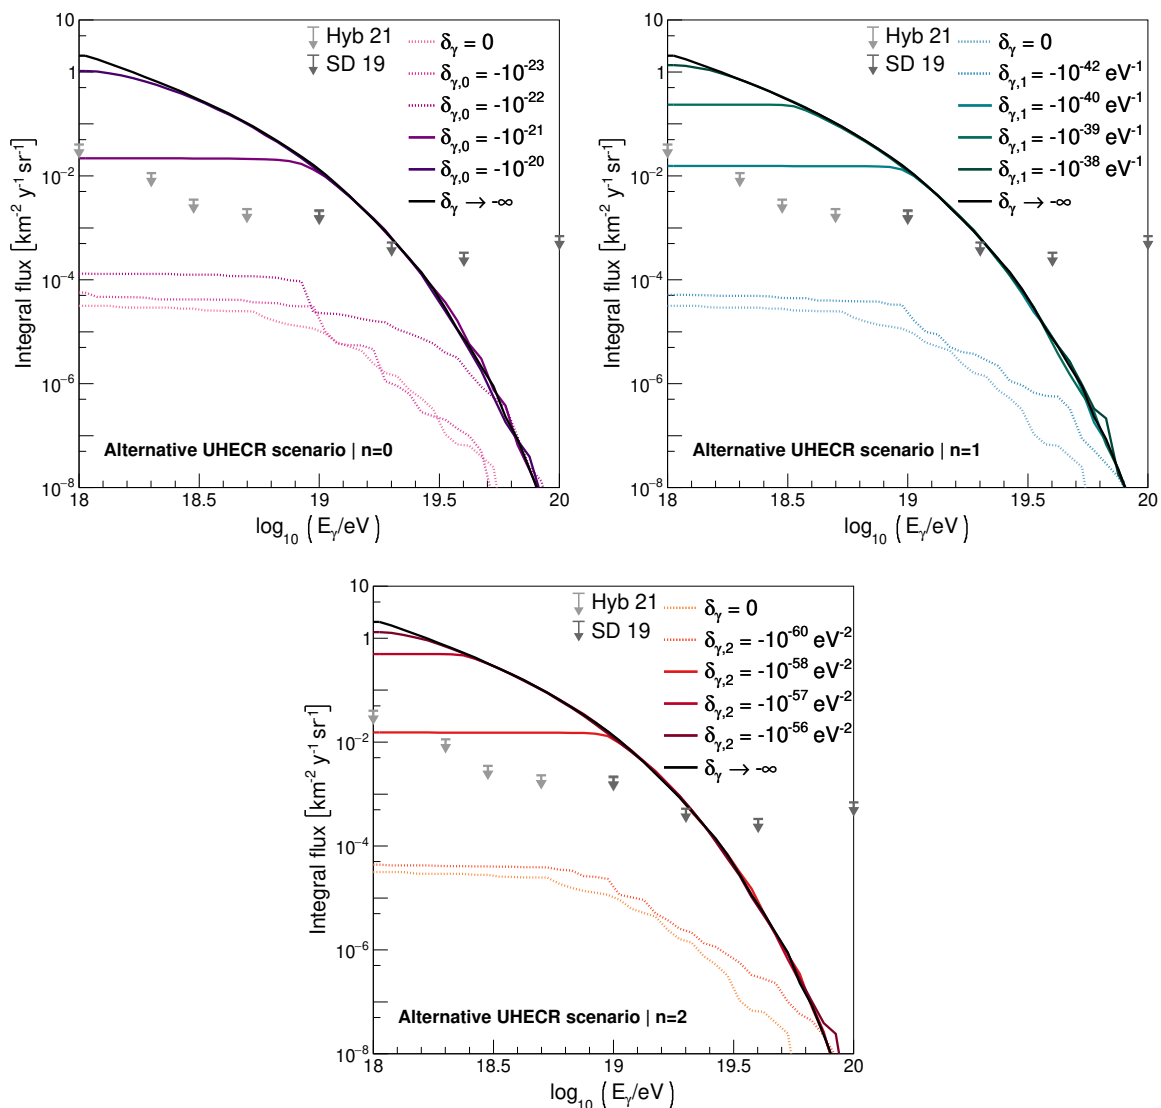 Integral flux [km⁻² y⁻¹ sr⁻¹]
10
1
10⁻²
10⁻⁴
10⁻⁶
10⁻⁸
Hyb 21
SD 19
δγ = 0
δγ,0 = -10⁻²³
δγ,0 = -10⁻²²
δγ,0 = -10⁻²¹
δγ,0 = -10⁻²⁰
δγ → -∞
Alternative UHECR scenario | n=0
18 18.5 19 19.5 20
log₁₀ (Eγ/eV)
Integral flux [km⁻² y⁻¹ sr⁻¹]
10
1
10⁻²
10⁻⁴
10⁻⁶
10⁻⁸
Hyb 21
SD 19
δγ = 0
δγ,1 = -10⁻⁴² eV⁻¹
δγ,1 = -10⁻⁴⁰ eV⁻¹
δγ,1 = -10⁻³⁹ eV⁻¹
δγ,1 = -10⁻³⁸ eV⁻¹
δγ → -∞
Alternative UHECR scenario | n=1
18 18.5 19 19.5 20
log₁₀ (Eγ/eV)
Integral flux [km⁻² y⁻¹ sr⁻¹]
10
1
10⁻²
10⁻⁴
10⁻⁶
10⁻⁸
Hyb 21
SD 19
δγ = 0
δγ,2 = -10⁻⁶⁰ eV⁻²
δγ,2 = -10⁻⁵⁸ eV⁻²
δγ,2 = -10⁻⁵⁷ eV⁻²
δγ,2 = -10⁻⁵⁶ eV⁻²
δγ → -∞
Alternative UHECR scenario | n=2
18 18.5 19 19.5 20
log₁₀ (Eγ/eV)